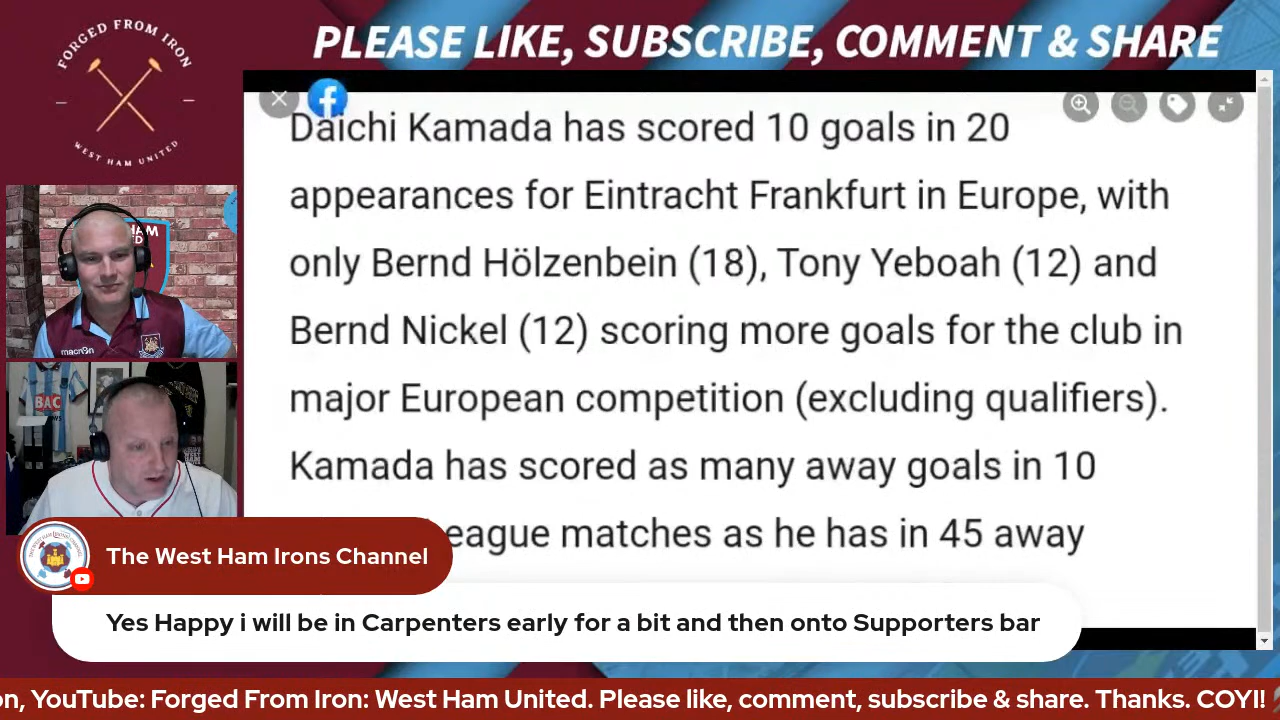 FORGED FROM IRON
WEST HAM UNITED
PLEASE LIKE, SUBSCRIBE, COMMENT & SHARE
Daichi Kamada has scored 10 goals in 20
appearances for Eintracht Frankfurt in Europe, with
only Bernd Hölzenbein (18), Tony Yeboah (12) and
Bernd Nickel (12) scoring more goals for the club in
major European competition (excluding qualifiers).
Kamada has scored as many away goals in 10
eague matches as he has in 45 away
HAM
macron
BAC
The West Ham Irons Channel
Yes Happy i will be in Carpenters early for a bit and then onto Supporters bar
on, YouTube: Forged From Iron: West Ham United. Please like, comment, subscribe & share. Thanks. COYI!